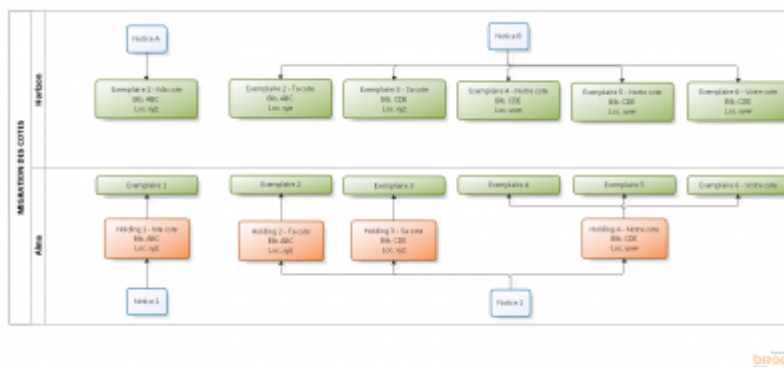 MIGRATION DES COTES
Horizon
Notice A
Notice B
Exemplaire 1 - Ma cote
Bib. ABC
Loc. xyz
Exemplaire 2 - Ta cote
Bib. ABC
Loc. xyz
Exemplaire 3 - Sa cote
Bib. CDE
Loc. xyz
Exemplaire 4 - Notre cote
Bib. CDE
Loc.
Exemplaire 5 - Notre cote
Bib. CDE
Loc.
Exemplaire 6 - Votre cote
Bib. CDE
Loc.
Alma
Exemplaire 1
Exemplaire 2
Exemplaire 3
Exemplaire 4
Exemplaire 5
Exemplaire 6 - Votre cote
Holding 1 - Ma cote
Bib. ABC
Loc. xyz
Holding 2 - Ta cote
Bib. ABC
Loc. xyz
Holding 3 - Sa cote
Bib. CDE
Loc. xyz
Holding 4 - Notre cote
Bib. CDE
Loc.
Notice 1
Notice 2